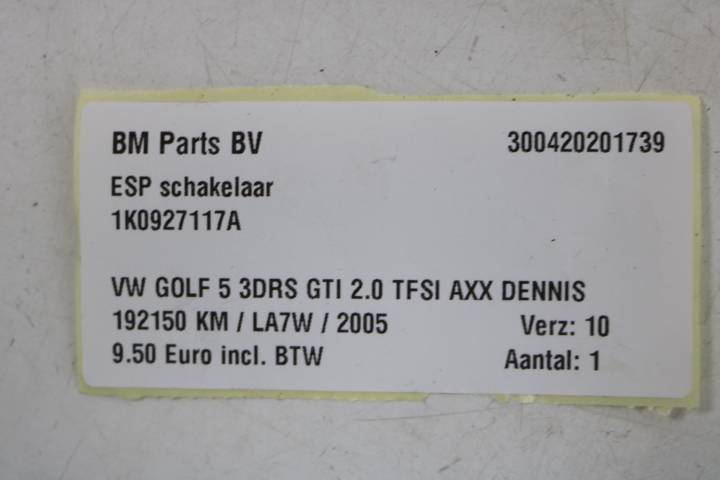 BM Parts BV 300420201739
ESP schakelaar
1K0927117A
VW GOLF 5 3DRS GTI 2.0 TFSI AXX DENNIS
192150 KM / LA7W / 2005 Verz: 10
9.50 Euro incl. BTW Aantal: 1